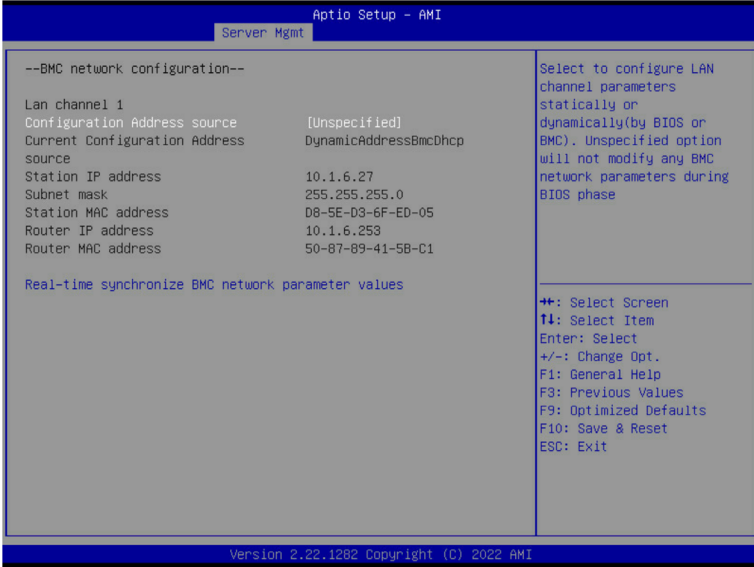 Aptio Setup - AMI
Server Mgmt
--BMC network configuration--
Lan channel 1
Configuration Address source [Unspecified]
Current Configuration Address DynamicAddressBmcDhcp
source
Station IP address 10.1.6.27
Subnet mask 255.255.255.0
Station MAC address D8-5E-D3-6F-ED-05
Router IP address 10.1.6.253
Router MAC address 50-87-89-41-5B-C1
Real-time synchronize BMC network parameter values
Select to configure LAN
channel parameters
statically or
dynamically(by BIOS or
BMC). Unspecified option
will not modify any BMC
network parameters during
BIOS phase
→←: Select Screen
↑↓: Select Item
Enter: Select
+/-: Change Opt.
F1: General Help
F3: Previous Values
F9: Optimized Defaults
F10: Save & Reset
ESC: Exit
Version 2.22.1282 Copyright (C) 2022 AMI